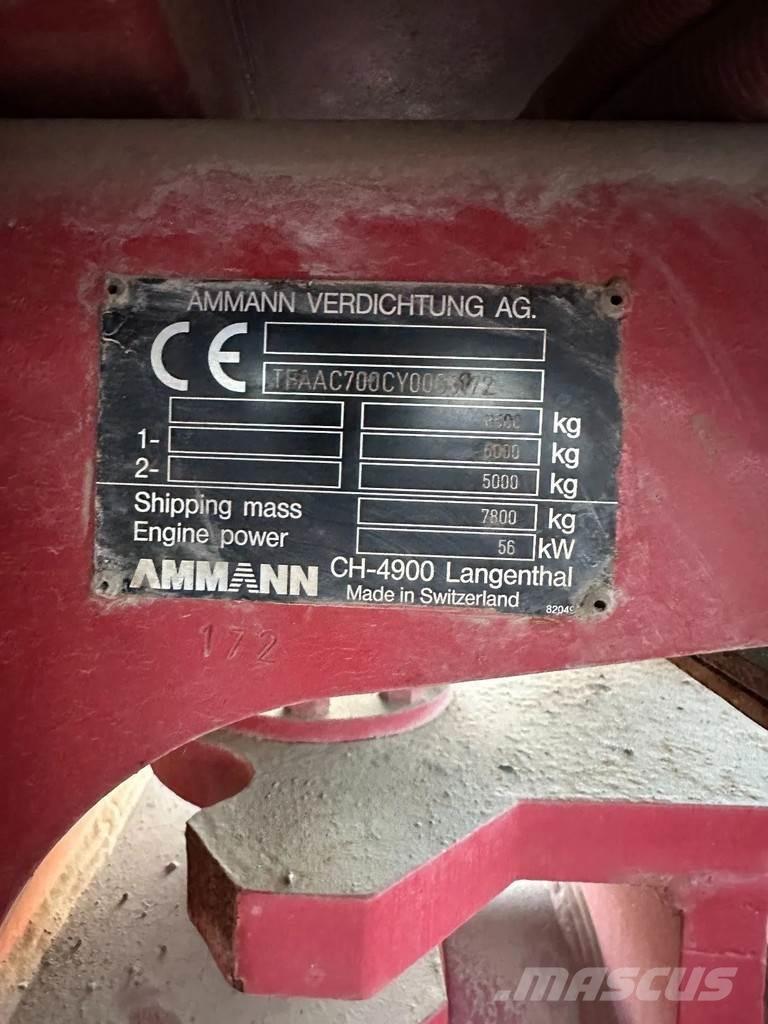 AMMANN VERDICHTUNG AG.
CE
kg
1- 6000 kg
2- 5000 kg
Shipping mass 7800 kg
Engine power 56 kW
AMMANN CH-4900 Langenthal
Made in Switzerland
172
MASCUS